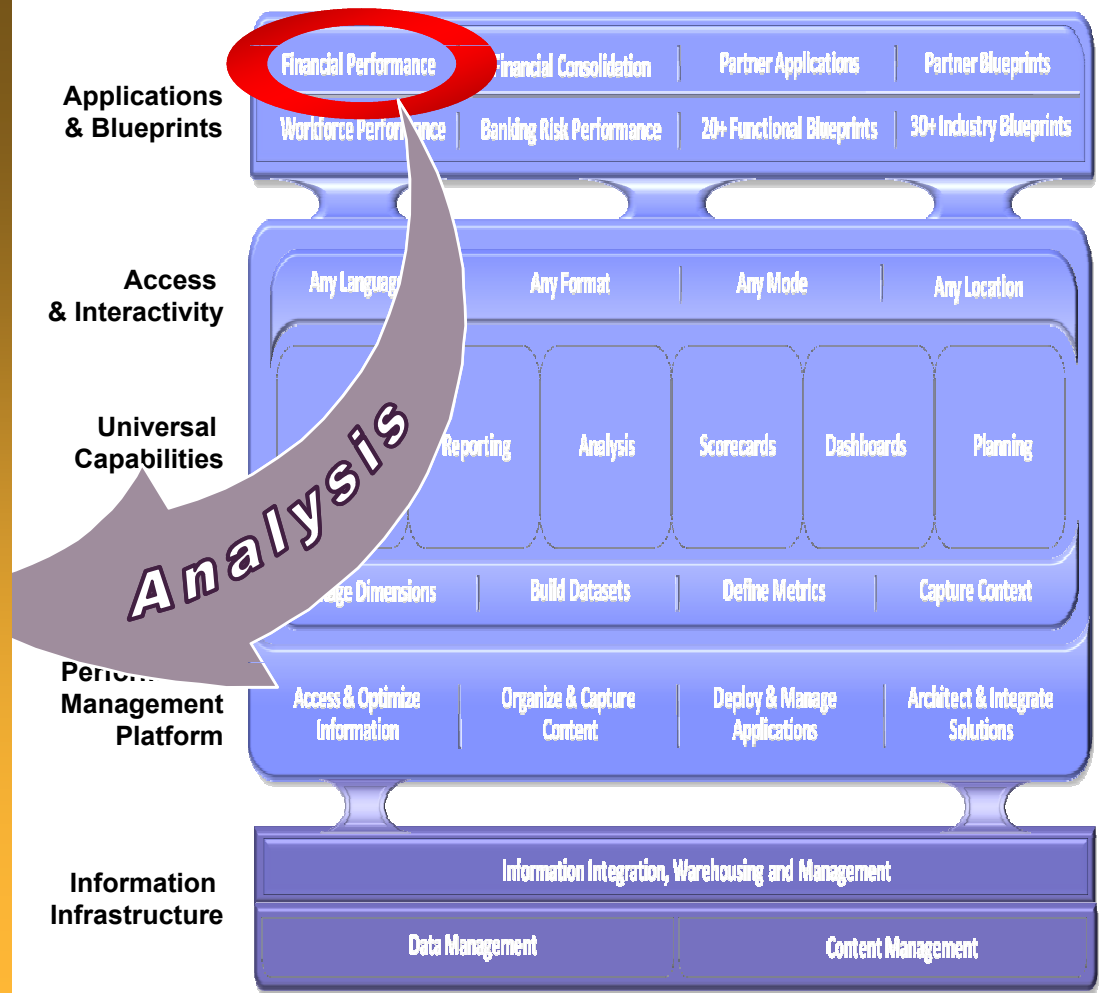 Applications
& Blueprints
Financial Performance
Financial Consolidation
Partner Applications
Partner Blueprints
Workforce Performance
Banking Risk Performance
20+ Functional Blueprints
30+ Industry Blueprints
Access
& Interactivity
Any Language
Any Format
Any Mode
Any Location
Universal
Capabilities
Reporting
Analysis
Scorecards
Dashboards
Planning
Analysis
Dimensions
Build Datasets
Define Metrics
Capture Context
Management
Platform
Access & Optimize
Information
Organize & Capture
Content
Deploy & Manage
Applications
Architect & Integrate
Solutions
Information
Infrastructure
Information Integration, Warehousing and Management
Data Management
Content Management